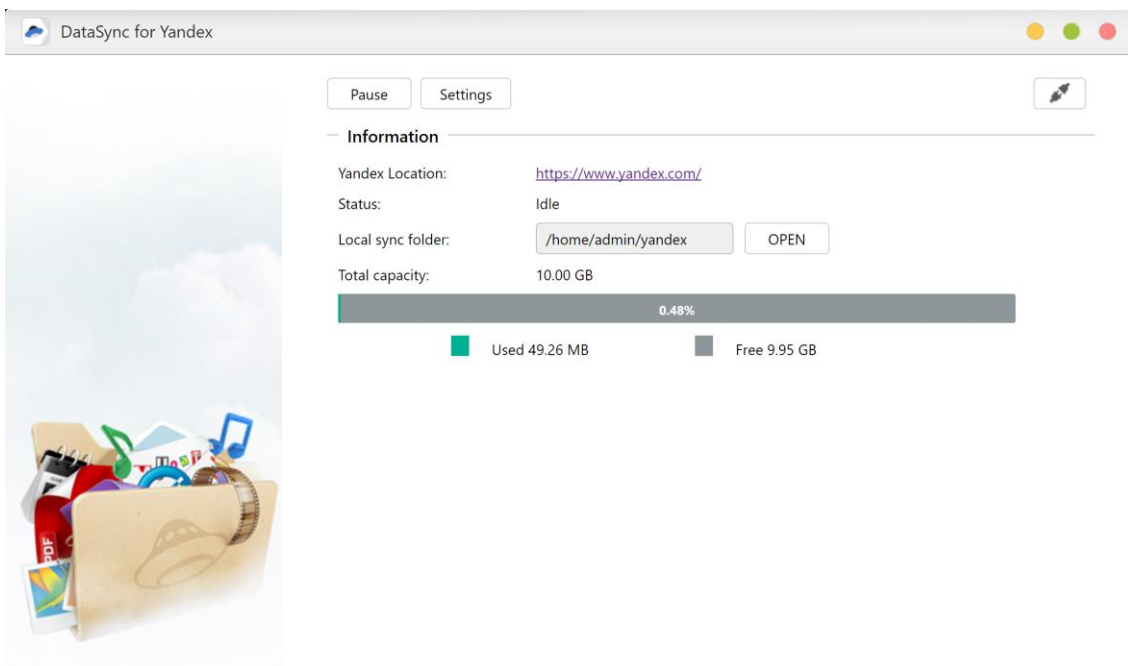 DataSync for Yandex
Pause Settings
Information
Yandex Location: https://www.yandex.com/
Status: Idle
Local sync folder: /home/admin/yandex OPEN
Total capacity: 10.00 GB
0.48%
Used 49.26 MB Free 9.95 GB
PDF